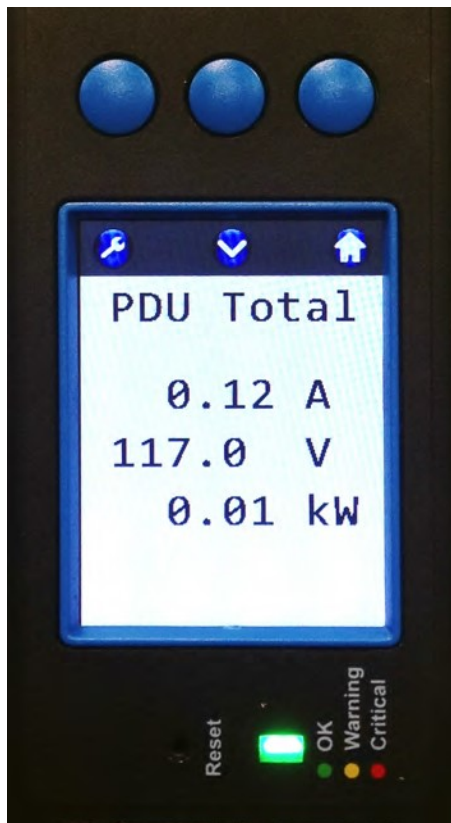 PDU Total
0.12 A
117.0 V
0.01 kW
Reset
OK
Warning
Critical